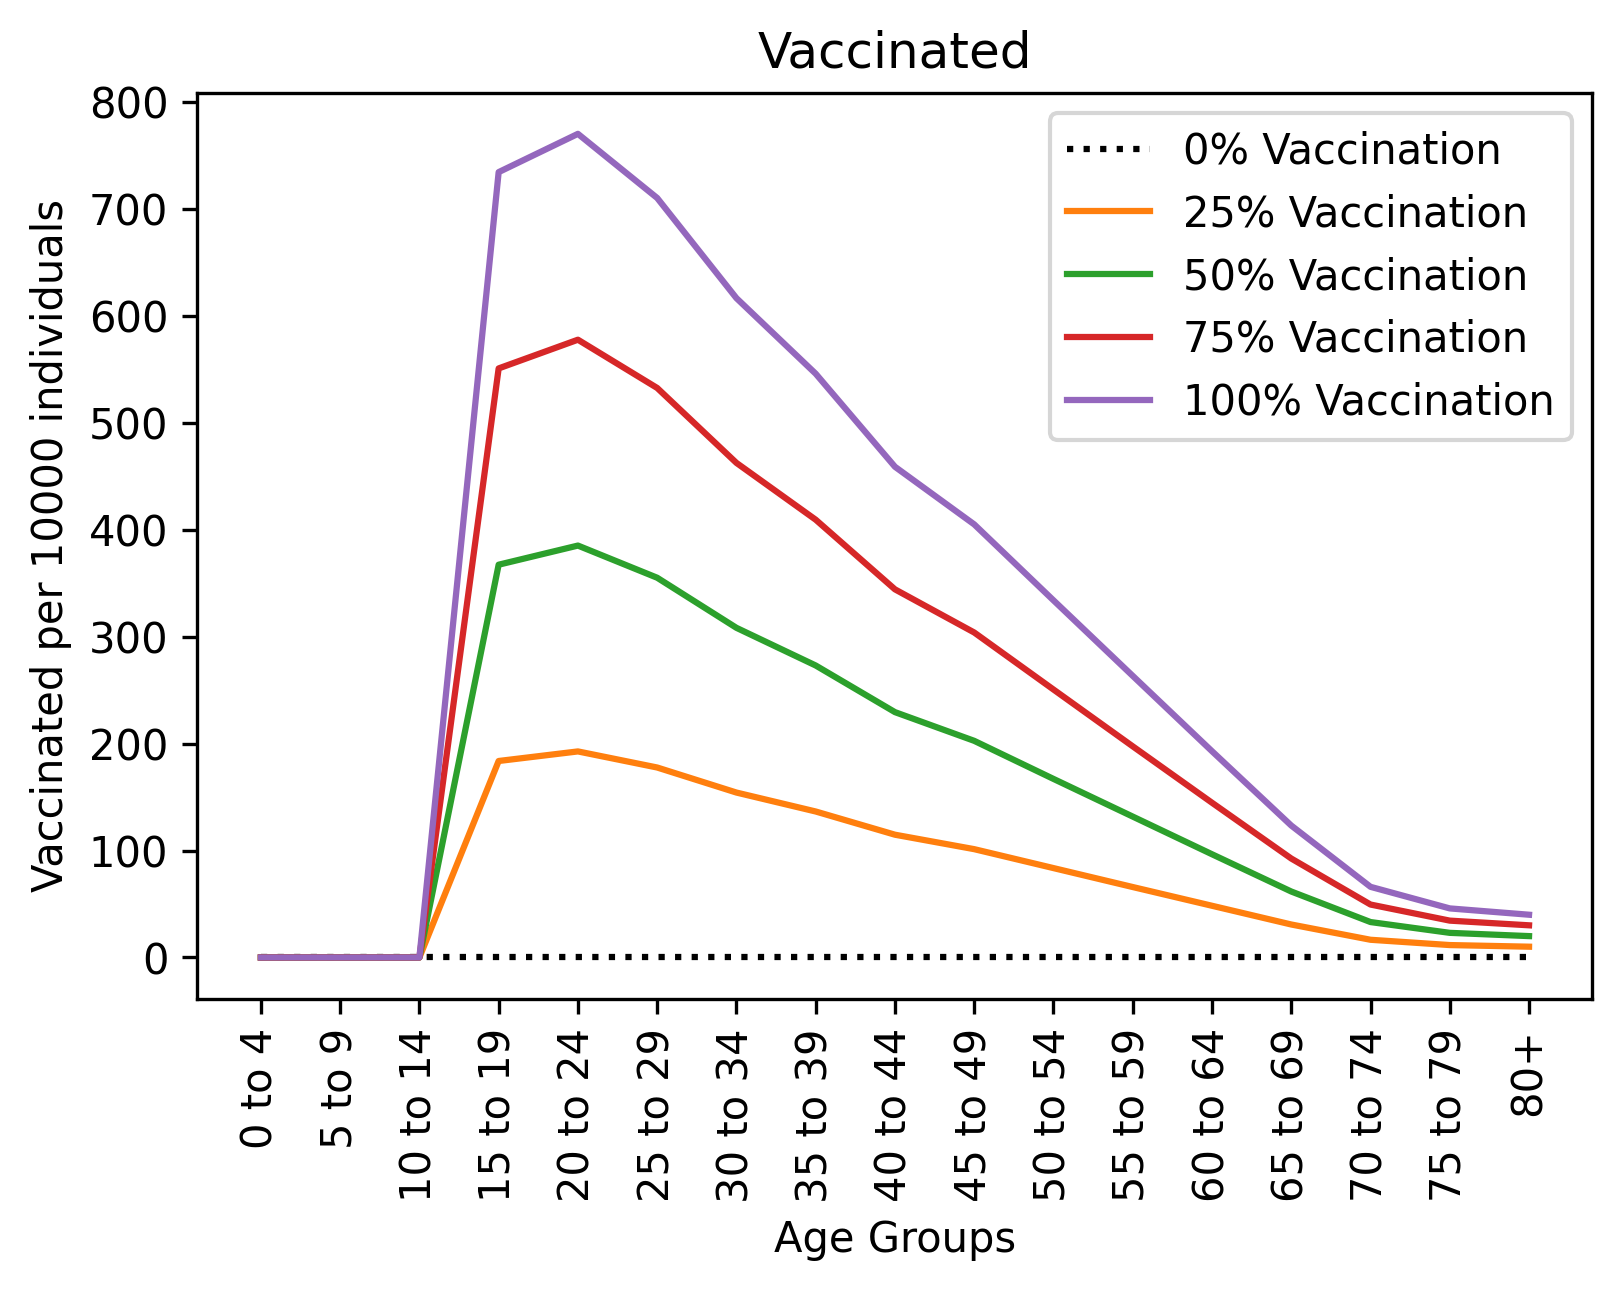 Vaccinated
800
700
600
500
400
300
200
100
0
Vaccinated per 10000 individuals
0% Vaccination
25% Vaccination
50% Vaccination
75% Vaccination
100% Vaccination
0 to 4
5 to 9
10 to 14
15 to 19
20 to 24
25 to 29
30 to 34
35 to 39
40 to 44
45 to 49
50 to 54
55 to 59
60 to 64
65 to 69
70 to 74
75 to 79
80+
Age Groups